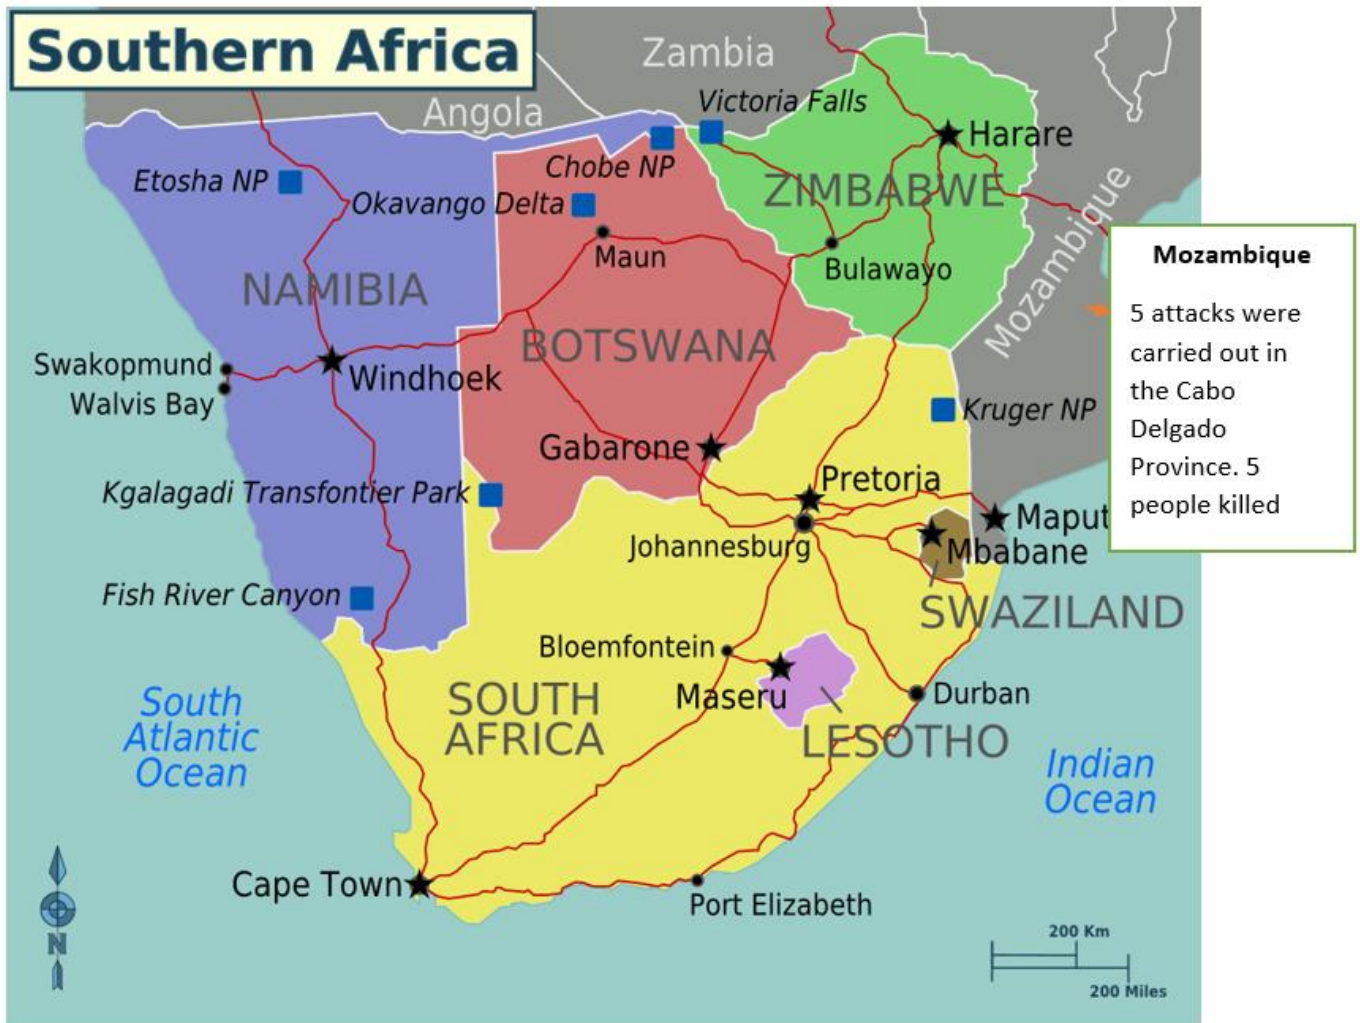 Southern Africa
Zambia
Angola
Victoria Falls
Harare
Etosha NP
Chobe NP
ZIMBABWE
Okavango Delta
Mozambique
Maun
Bulawayo
NAMIBIA
BOTSWANA
Mozambique
5 attacks were
carried out in
the Cabo
Delgado
Province. 5
people killed
Swakopmund
Windhoek
Walvis Bay
Kruger NP
Gabarone
Pretoria
Kgalagadi Transfontier Park
Maput
Johannesburg
Mbabane
Fish River Canyon
SWAZILAND
Bloemfontein
Maseru
Durban
SOUTH
AFRICA
LESOTHO
South
Atlantic
Ocean
Indian
Ocean
Cape Town
Port Elizabeth
N
200 Km
200 Miles